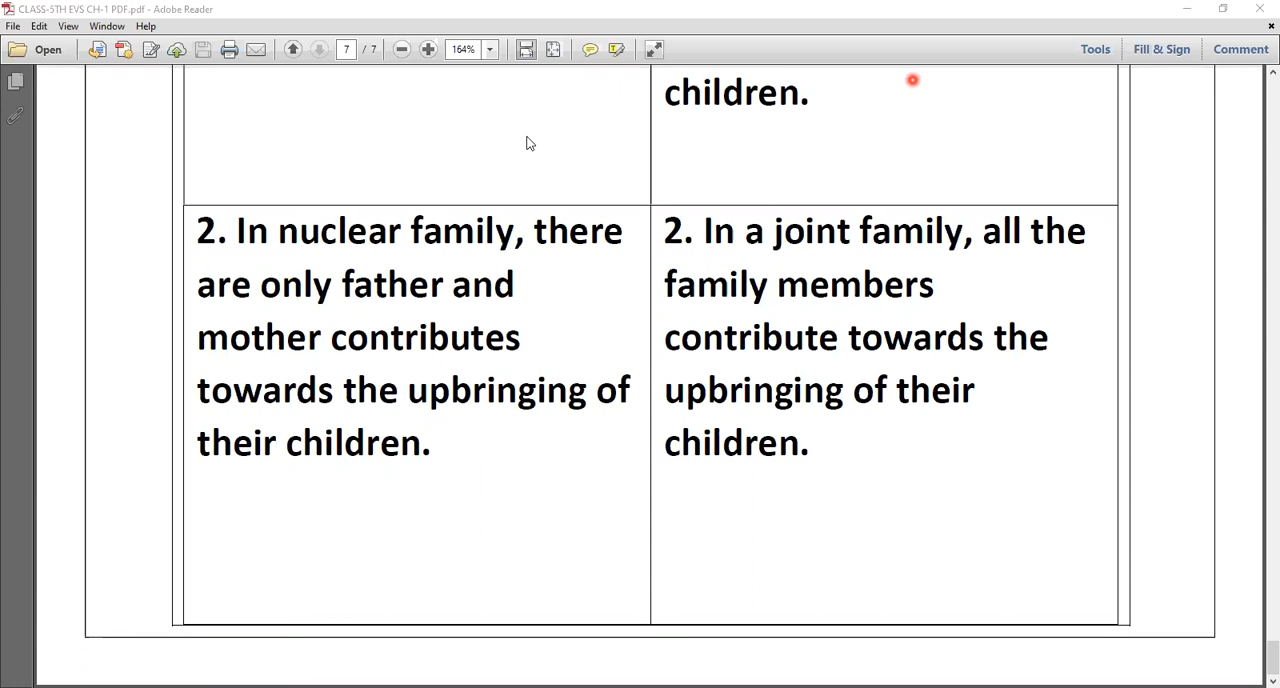 CLASS-5TH EVS CH-1 PDF.pdf - Adobe Reader
File Edit View Window Help
Open 7 / 7 164% Tools Fill & Sign Comment
children.
2. In nuclear family, there
are only father and
mother contributes
towards the upbringing of
their children.
2. In a joint family, all the
family members
contribute towards the
upbringing of their
children.